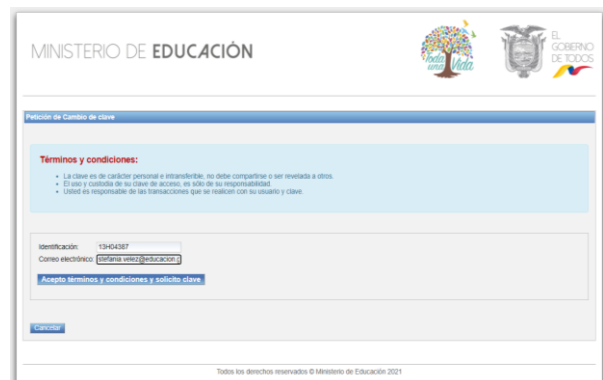 MINISTERIO DE EDUCACIÓN
Toda una Vida
EL GOBIERNO DE TODOS
Petición de Cambio de clave
Términos y condiciones:
La clave es de carácter personal e intransferible, no debe compartirse o ser revelada a otros.
El uso y custodia de su clave de acceso, es sólo de su responsabilidad.
Usted es responsable de las transacciones que se realicen con su usuario y clave.
Identificación: 13H04387
Correo electrónico: stefania.velez@educacion.g
Acepto términos y condiciones y solicito clave
Cancelar
Todos los derechos reservados © Ministerio de Educación 2021